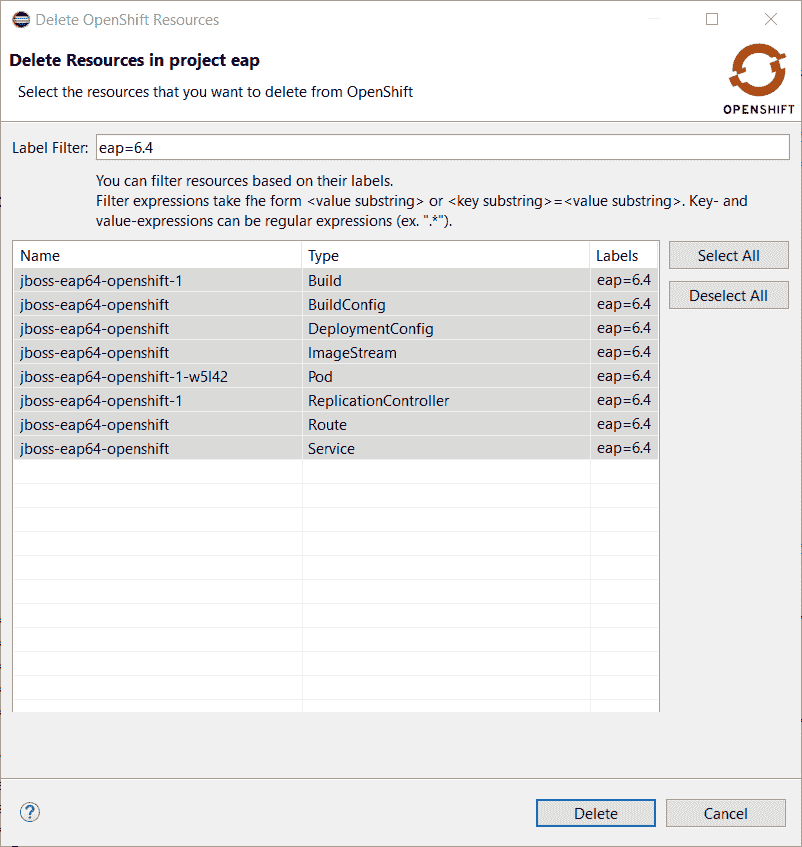 Delete OpenShift Resources
Delete Resources in project eap
Select the resources that you want to delete from OpenShift
OPENSHIFT
Label Filter: eap=6.4
You can filter resources based on their labels.
Filter expressions take fhe form <value substring> or <key substring>=<value substring>. Key- and
value-expressions can be regular expressions (ex. ".*").
Name Type Labels
jboss-eap64-openshift-1 Build eap=6.4
jboss-eap64-openshift BuildConfig eap=6.4
jboss-eap64-openshift DeploymentConfig eap=6.4
jboss-eap64-openshift ImageStream eap=6.4
jboss-eap64-openshift-1-w5l42 Pod eap=6.4
jboss-eap64-openshift-1 ReplicationController eap=6.4
jboss-eap64-openshift Route eap=6.4
jboss-eap64-openshift Service eap=6.4
Select All
Deselect All
?
Delete Cancel